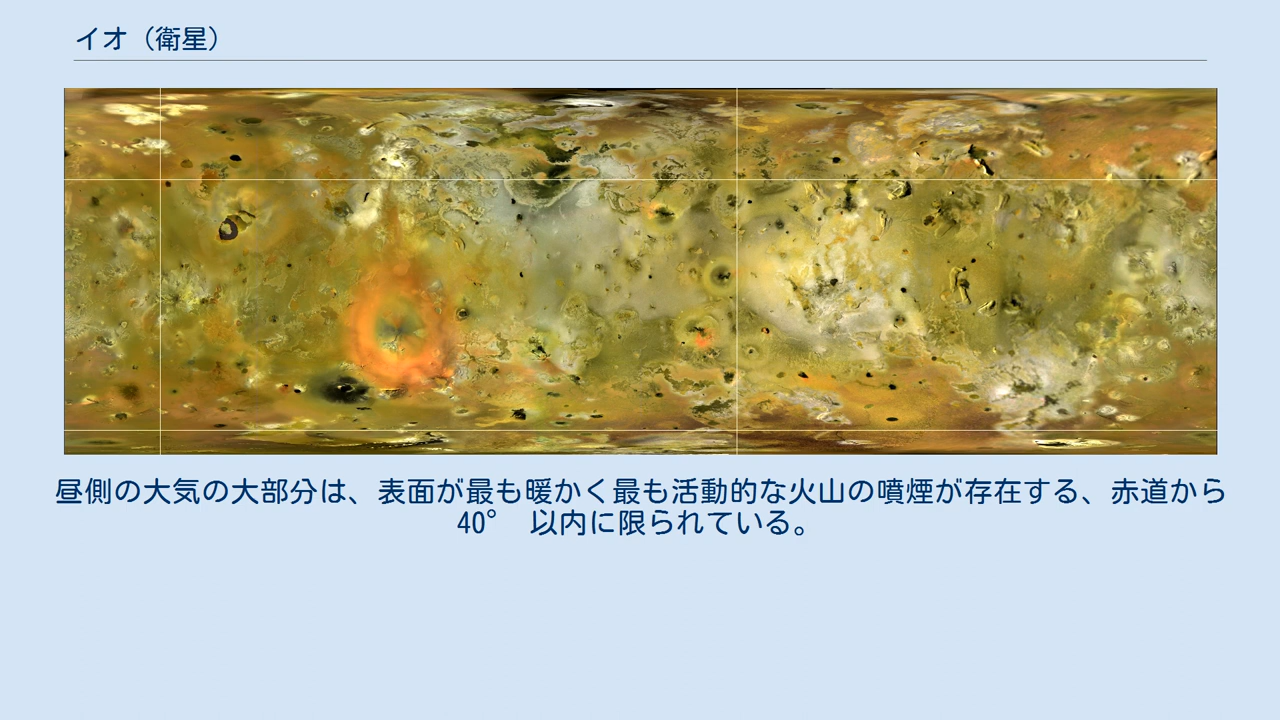 イオ（衛星）
昼側の大気の大部分は、表面が最も暖かく最も活動的な火山の噴煙が存在する、赤道から
40° 以内に限られている。